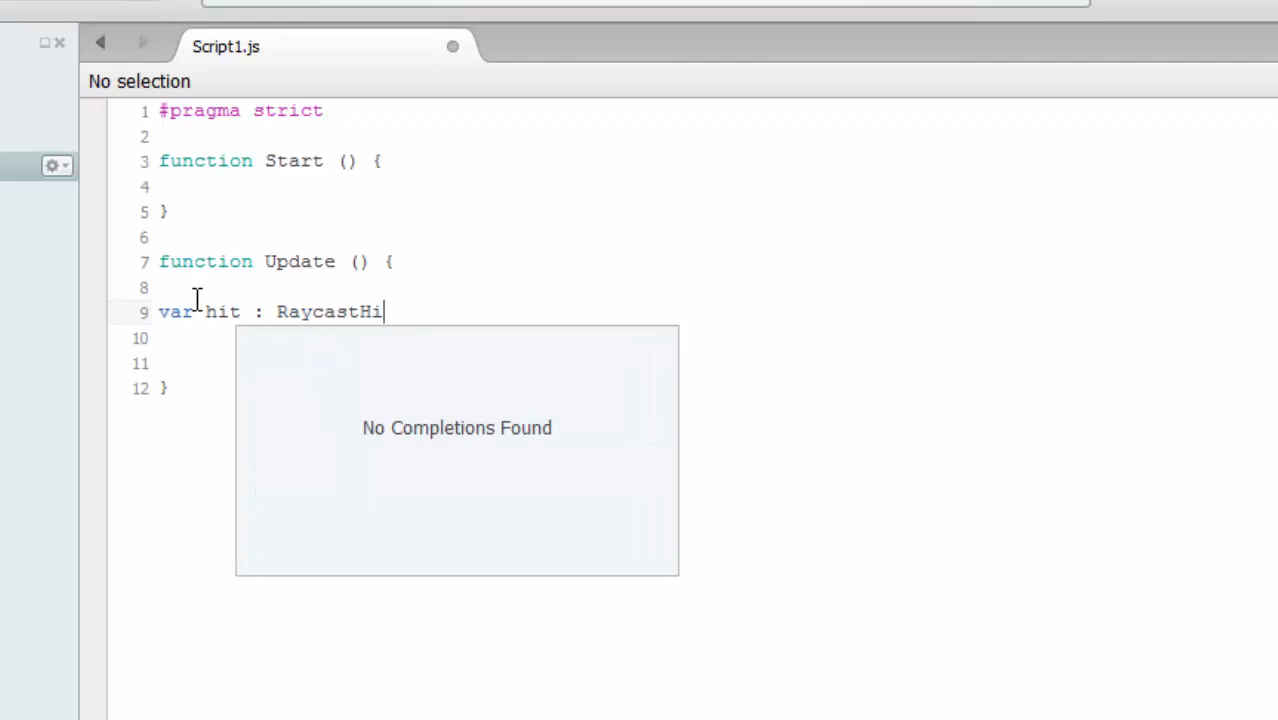 Script1.js
No selection
1 #pragma strict
2
3 function Start () {
4
5 }
6
7 function Update () {
8
9 var hit : RaycastHi
10
11
12 }
No Completions Found